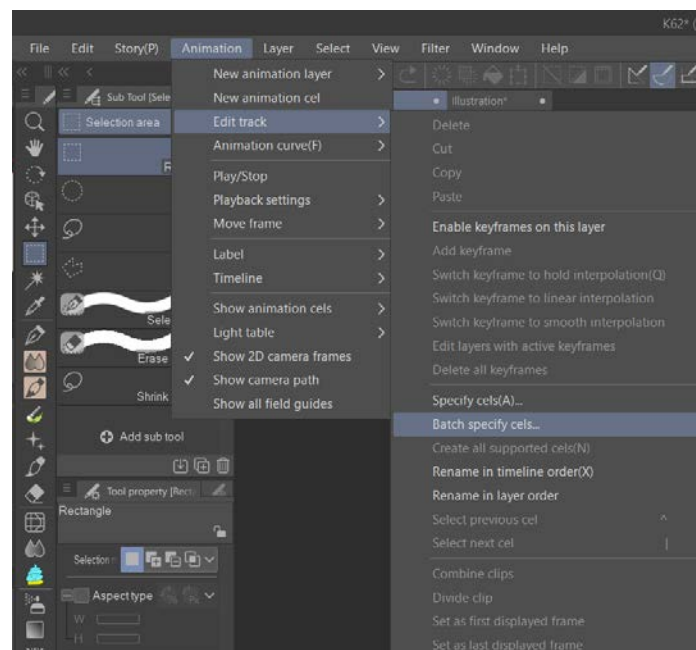 K62* (
File Edit Story(P) Animation Layer Select View Filter Window Help
Sub Tool [Sele
Selection area
R
Sele
Erase
Shrink
Add sub tool
Tool property [Rect
Rectangle
Selection
Aspect type
W
H
New animation layer
New animation cel
Edit track
Animation curve(F)
Play/Stop
Playback settings
Move frame
Label
Timeline
Show animation cels
Light table
Show 2D camera frames
Show camera path
Show all field guides
Illustration*
Delete
Cut
Copy
Paste
Enable keyframes on this layer
Add keyframe
Switch keyframe to hold interpolation(Q)
Switch keyframe to linear interpolation
Switch keyframe to smooth interpolation
Edit layers with active keyframes
Delete all keyframes
Specify cels(A)...
Batch specify cels...
Create all supported cels(N)
Rename in timeline order(X)
Rename in layer order
Select previous cel ^
Select next cel |
Combine clips
Divide clip
Set as first displayed frame
Set as last displayed frame